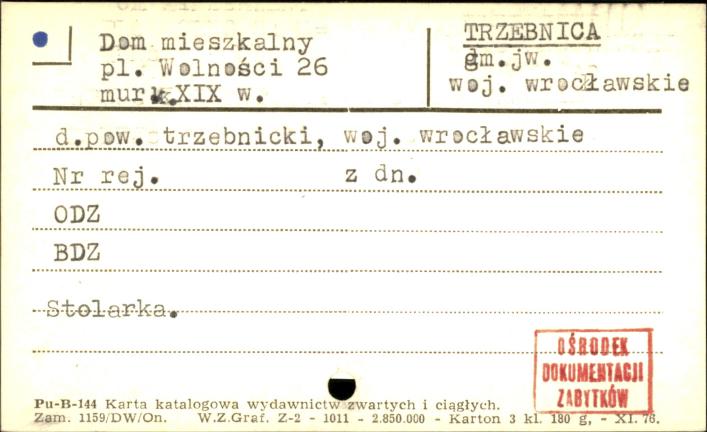 Dom mieszkalny
pl. Wolności 26
mur. XIX w.
TRZEBNICA
gm.jw.
woj. wrocławskie
d.pow. trzebnicki, woj. wrocławskie
Nr rej. z dn.
ODZ
BDZ
Stolarka.
OŚRODEK
DOKUMENTACJI
ZABYTKÓW
Pu-B-144 Karta katalogowa wydawnictw zwartych i ciągłych.
Zam. 1159/DW/On. W.Z.Graf. Z-2 - 1011 - 2.850.000 - Karton 3 kl. 180 g, - XI. 76.